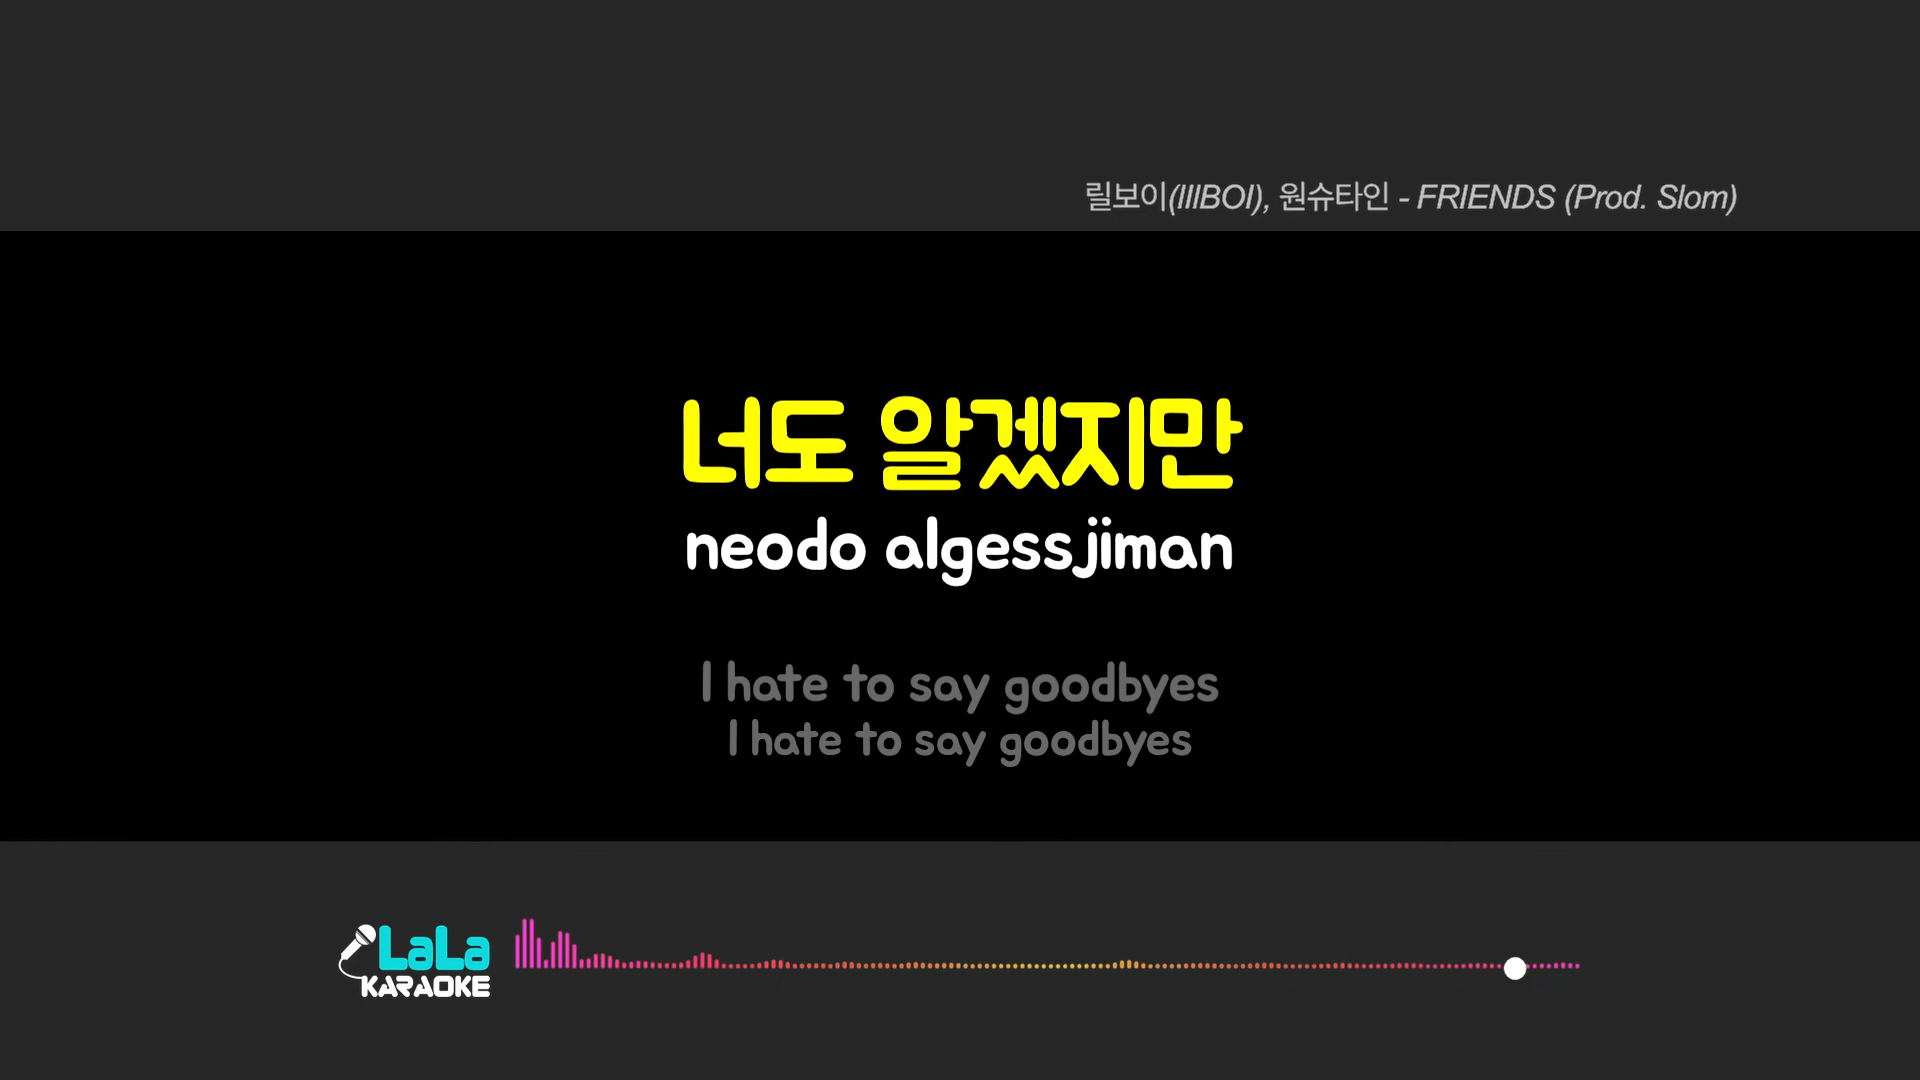 릴보이(lIlBOI), 원슈타인 - FRIENDS (Prod. Slom)
너도 알겠지만
neodo algessjiman
I hate to say goodbyes
I hate to say goodbyes
LaLa
KARAOKE